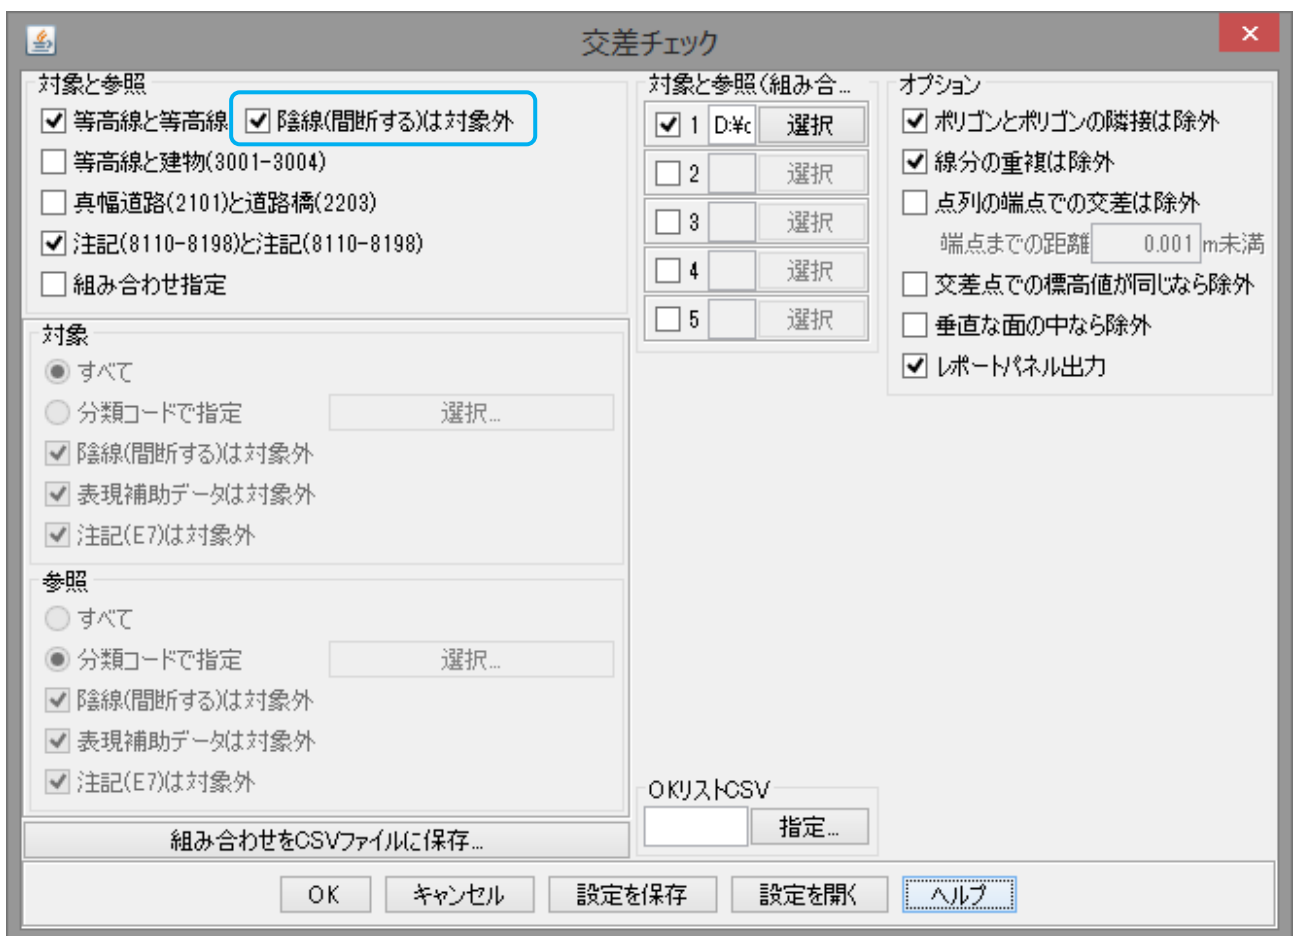 交差チェック
対象と参照
等高線と等高線 陰線(間断する)は対象外
等高線と建物(3001-3004)
真幅道路(2101)と道路橋(2203)
注記(8110-8198)と注記(8110-8198)
組み合わせ指定
対象
すべて
分類コードで指定 選択...
陰線(間断する)は対象外
表現補助データは対象外
注記(E7)は対象外
参照
すべて
分類コードで指定 選択...
陰線(間断する)は対象外
表現補助データは対象外
注記(E7)は対象外
組み合わせをCSVファイルに保存...
対象と参照(組み合...
1 D:¥c 選択
2 選択
3 選択
4 選択
5 選択
OKリストCSV
指定...
オプション
ポリゴンとポリゴンの隣接は除外
線分の重複は除外
点列の端点での交差は除外
端点までの距離 0.001 m未満
交差点での標高値が同じなら除外
垂直な面の中なら除外
レポートパネル出力
OK キャンセル 設定を保存 設定を開く ヘルプ